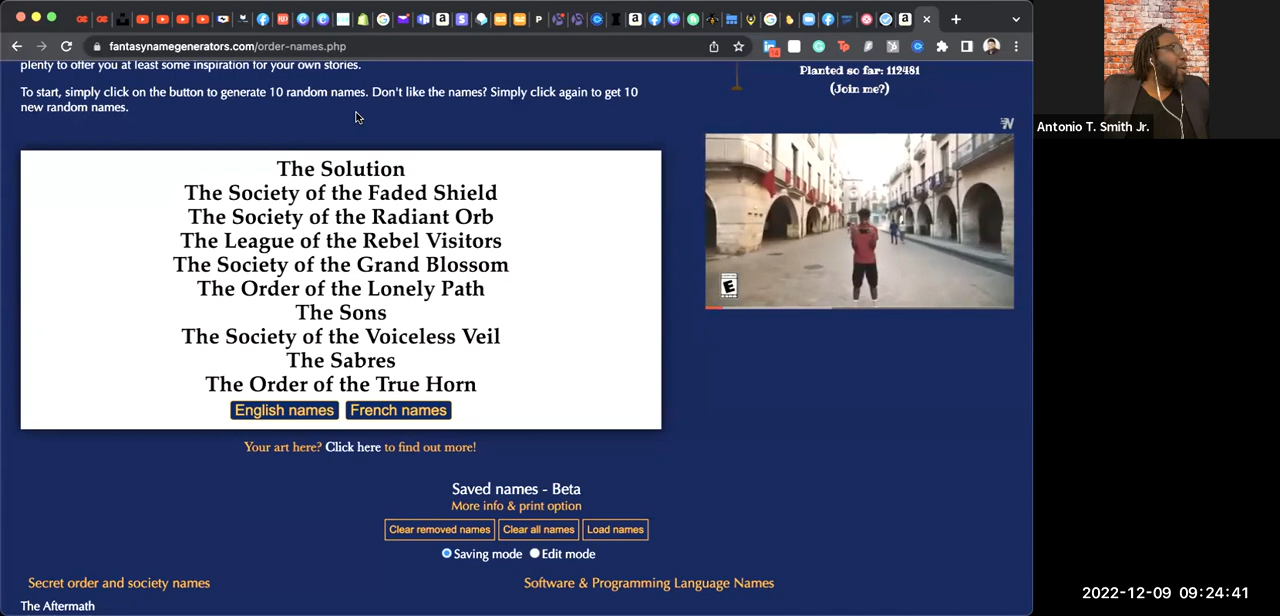 fantasynamegenerators.com/order-names.php
plenty to offer you at least some inspiration for your own stories.
To start, simply click on the button to generate 10 random names. Don't like the names? Simply click again to get 10
new random names.
Planted so far: 112481
(Join me?)
Antonio T. Smith Jr.
The Solution
The Society of the Faded Shield
The Society of the Radiant Orb
The League of the Rebel Visitors
The Society of the Grand Blossom
The Order of the Lonely Path
The Sons
The Society of the Voiceless Veil
The Sabres
The Order of the True Horn
English names French names
E
Your art here? Click here to find out more!
Saved names - Beta
More info & print option
Clear removed names Clear all names Load names
Saving mode Edit mode
Secret order and society names Software & Programming Language Names
The Aftermath
2022-12-09 09:24:41